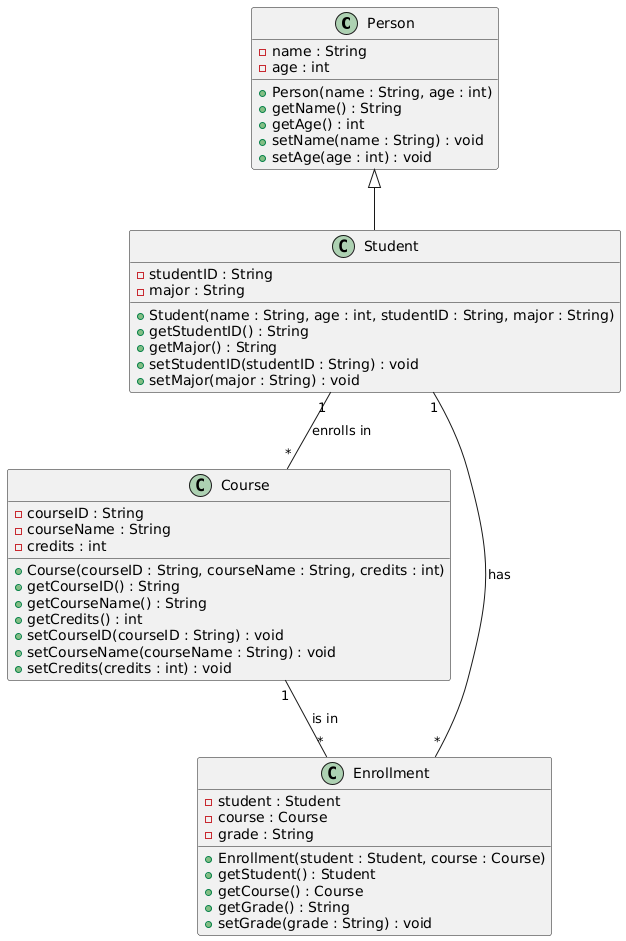 C Person
name : String
age : int
Person(name : String, age : int)
getName() : String
getAge() : int
setName(name : String) : void
setAge(age : int) : void
C Student
studentID : String
major : String
Student(name : String, age : int, studentID : String, major : String)
getStudentID() : String
getMajor() : String
setStudentID(studentID : String) : void
setMajor(major : String) : void
1
1
enrolls in
*
C Course
courseID : String
courseName : String
credits : int
Course(courseID : String, courseName : String, credits : int)
getCourseID() : String
getCourseName() : String
getCredits() : int
setCourseID(courseID : String) : void
setCourseName(courseName : String) : void
setCredits(credits : int) : void
has
1
is in
*
*
C Enrollment
student : Student
course : Course
grade : String
Enrollment(student : Student, course : Course)
getStudent() : Student
getCourse() : Course
getGrade() : String
setGrade(grade : String) : void